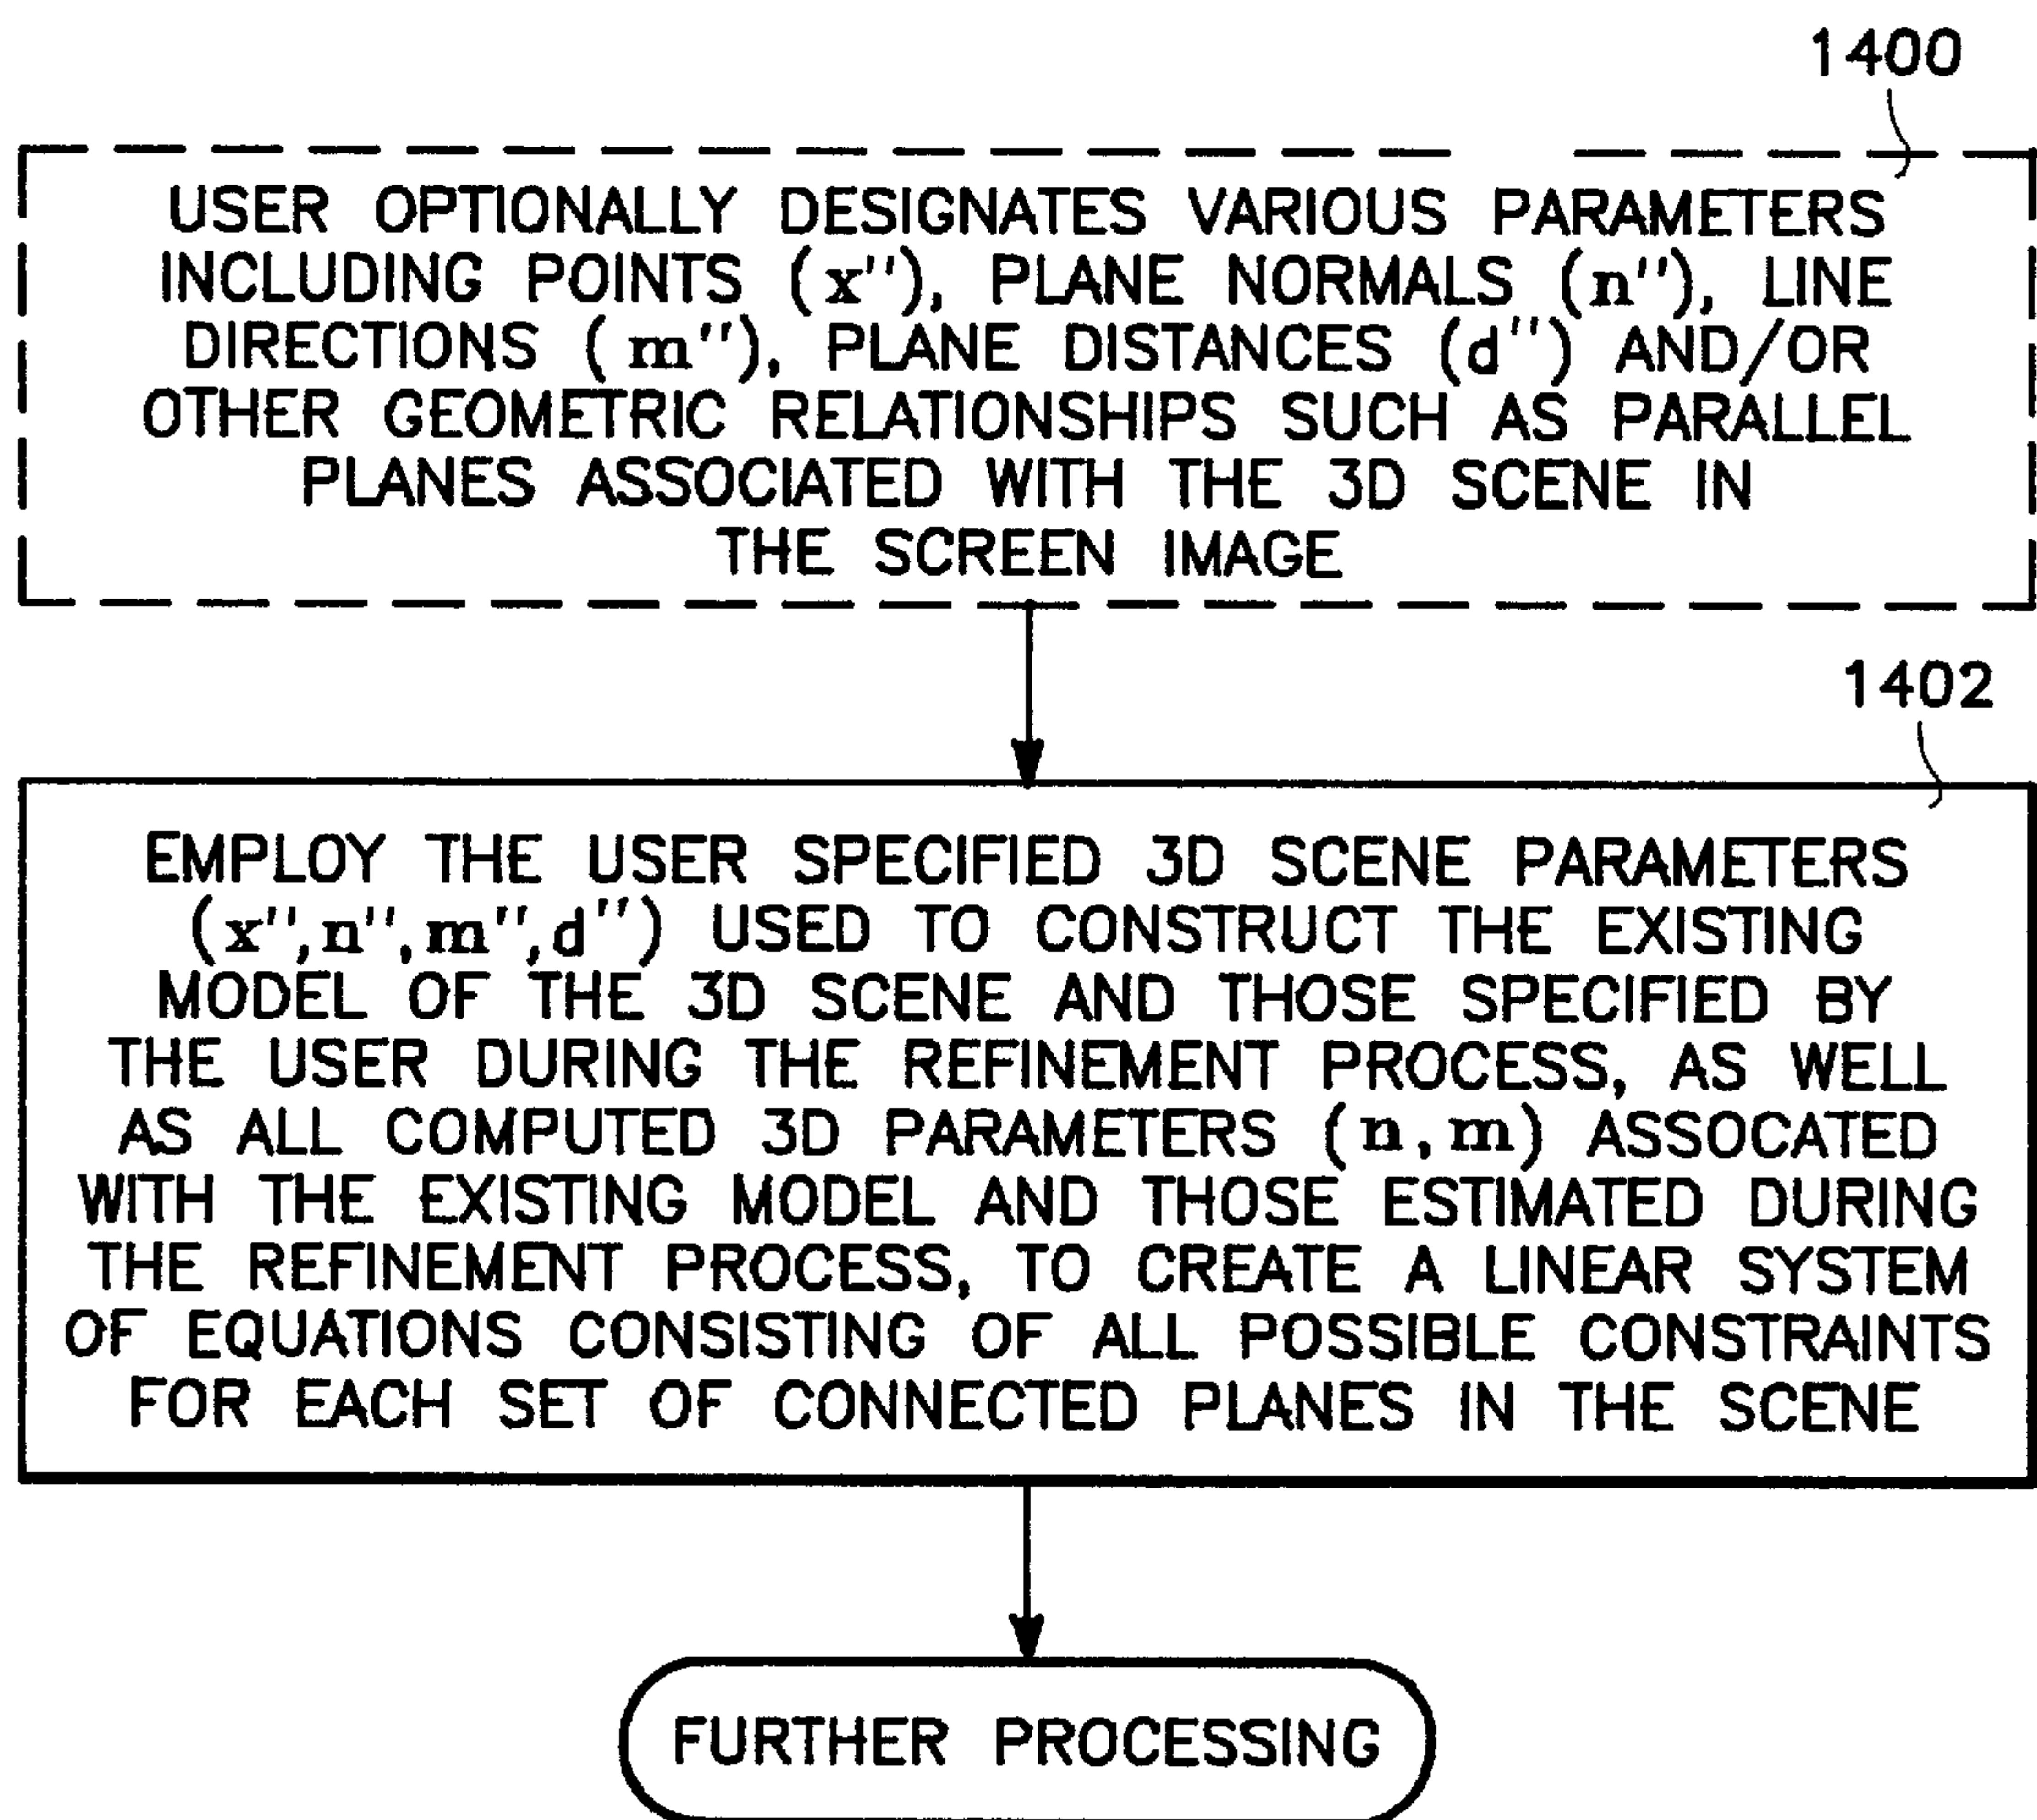 1400
USER OPTIONALLY DESIGNATES VARIOUS PARAMETERS
INCLUDING POINTS (x''), PLANE NORMALS (n''), LINE
DIRECTIONS (m''), PLANE DISTANCES (d'') AND/OR
OTHER GEOMETRIC RELATIONSHIPS SUCH AS PARALLEL
PLANES ASSOCIATED WITH THE 3D SCENE IN
THE SCREEN IMAGE
1402
EMPLOY THE USER SPECIFIED 3D SCENE PARAMETERS
(x'',n'',m'',d'') USED TO CONSTRUCT THE EXISTING
MODEL OF THE 3D SCENE AND THOSE SPECIFIED BY
THE USER DURING THE REFINEMENT PROCESS, AS WELL
AS ALL COMPUTED 3D PARAMETERS (n,m) ASSOCATED
WITH THE EXISTING MODEL AND THOSE ESTIMATED DURING
THE REFINEMENT PROCESS, TO CREATE A LINEAR SYSTEM
OF EQUATIONS CONSISTING OF ALL POSSIBLE CONSTRAINTS
FOR EACH SET OF CONNECTED PLANES IN THE SCENE
FURTHER PROCESSING